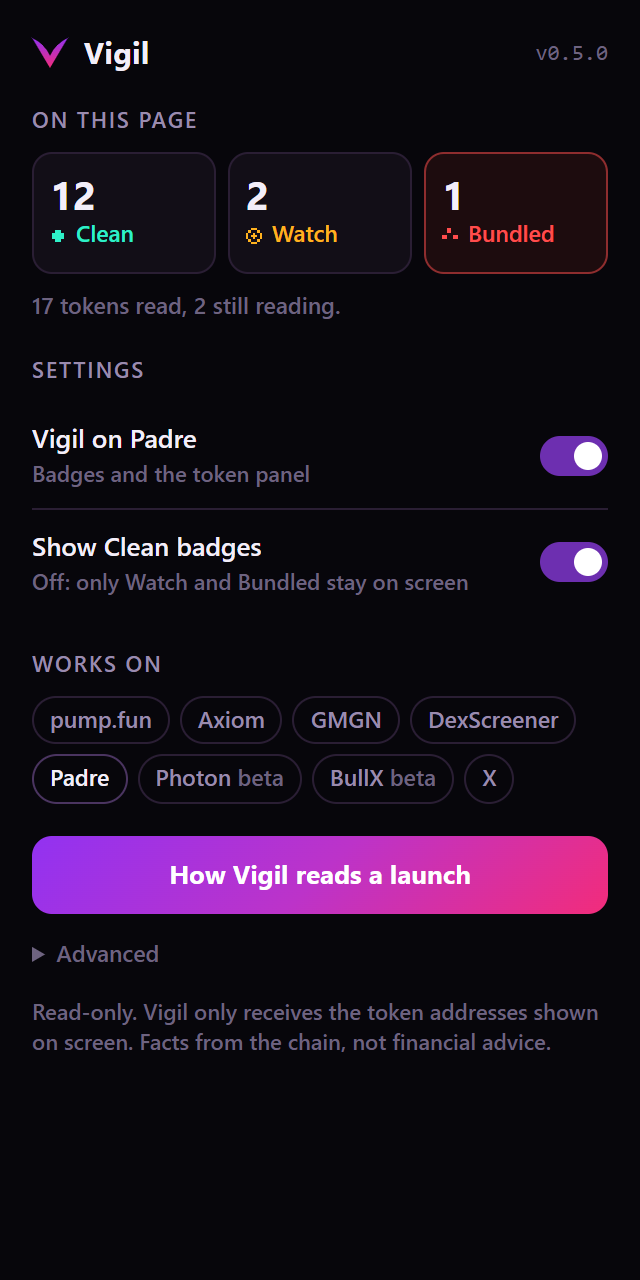 Vigil
v0.5.0
ON THIS PAGE
12
Clean
2
Watch
1
Bundled
17 tokens read, 2 still reading.
SETTINGS
Vigil on Padre
Badges and the token panel
Show Clean badges
Off: only Watch and Bundled stay on screen
WORKS ON
pump.fun
Axiom
GMGN
DexScreener
Padre
Photon beta
BullX beta
X
How Vigil reads a launch
Advanced
Read-only. Vigil only receives the token addresses shown
on screen. Facts from the chain, not financial advice.